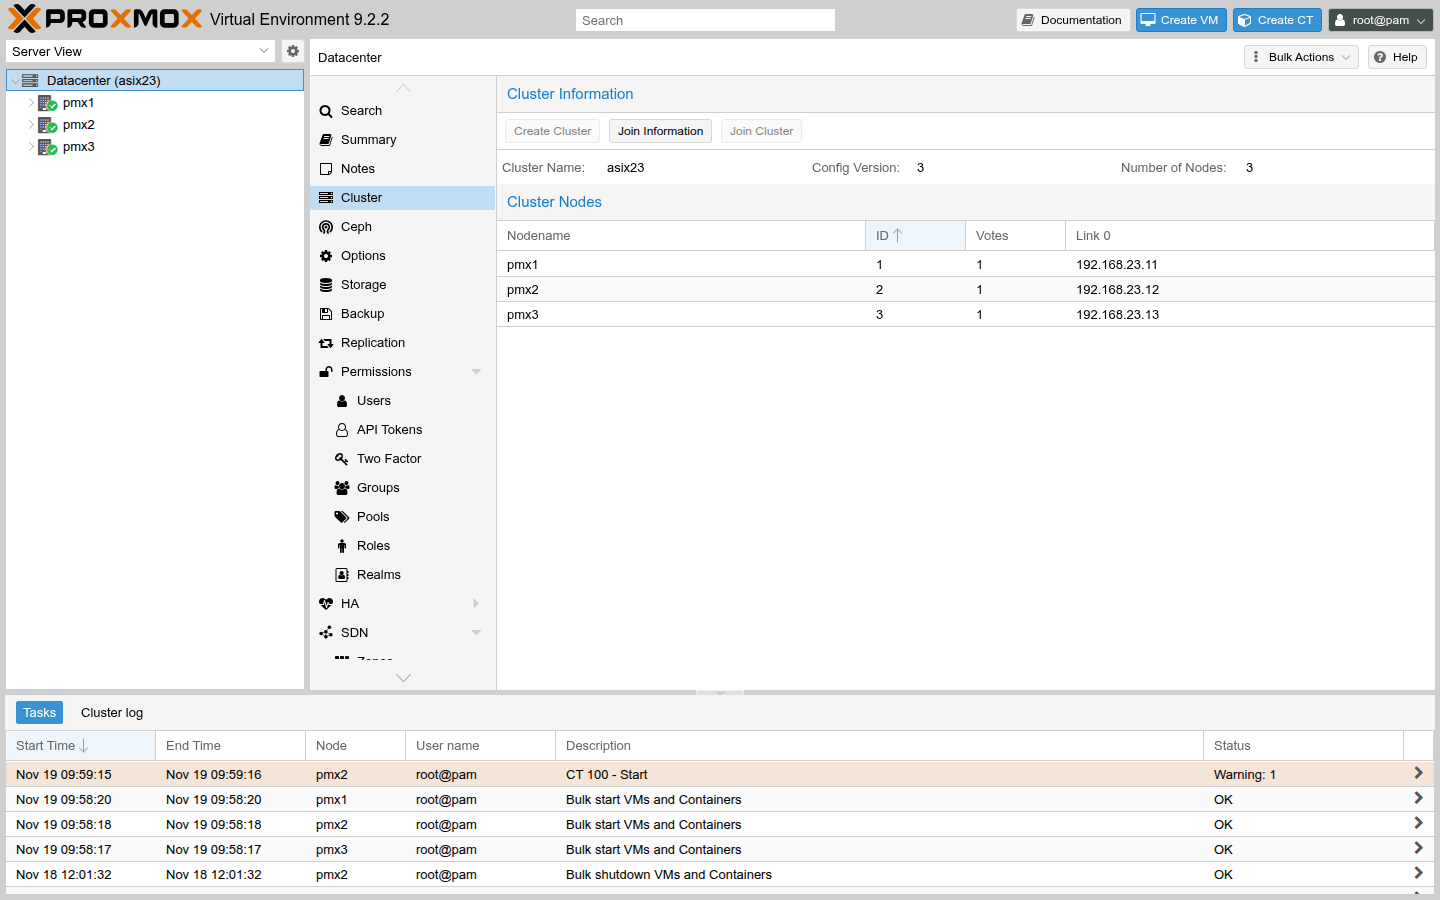 PROXMOX Virtual Environment 9.2.2
Search
Documentation
Create VM
Create CT
root@pam
Server View
Datacenter (asix23)
pmx1
pmx2
pmx3
Datacenter
Bulk Actions
Help
Search
Summary
Notes
Cluster
Ceph
Options
Storage
Backup
Replication
Permissions
Users
API Tokens
Two Factor
Groups
Pools
Roles
Realms
HA
SDN
Zones
Cluster Information
Create Cluster
Join Information
Join Cluster
Cluster Name: asix23 Config Version: 3 Number of Nodes: 3
Cluster Nodes
Nodename ID Votes Link 0
pmx1 1 1 192.168.23.11
pmx2 2 1 192.168.23.12
pmx3 3 1 192.168.23.13
Tasks
Cluster log
Start Time End Time Node User name Description Status
Nov 19 09:59:15 Nov 19 09:59:16 pmx2 root@pam CT 100 - Start Warning: 1
Nov 19 09:58:20 Nov 19 09:58:20 pmx1 root@pam Bulk start VMs and Containers OK
Nov 19 09:58:18 Nov 19 09:58:18 pmx2 root@pam Bulk start VMs and Containers OK
Nov 19 09:58:17 Nov 19 09:58:17 pmx3 root@pam Bulk start VMs and Containers OK
Nov 18 12:01:32 Nov 18 12:01:32 pmx2 root@pam Bulk shutdown VMs and Containers OK